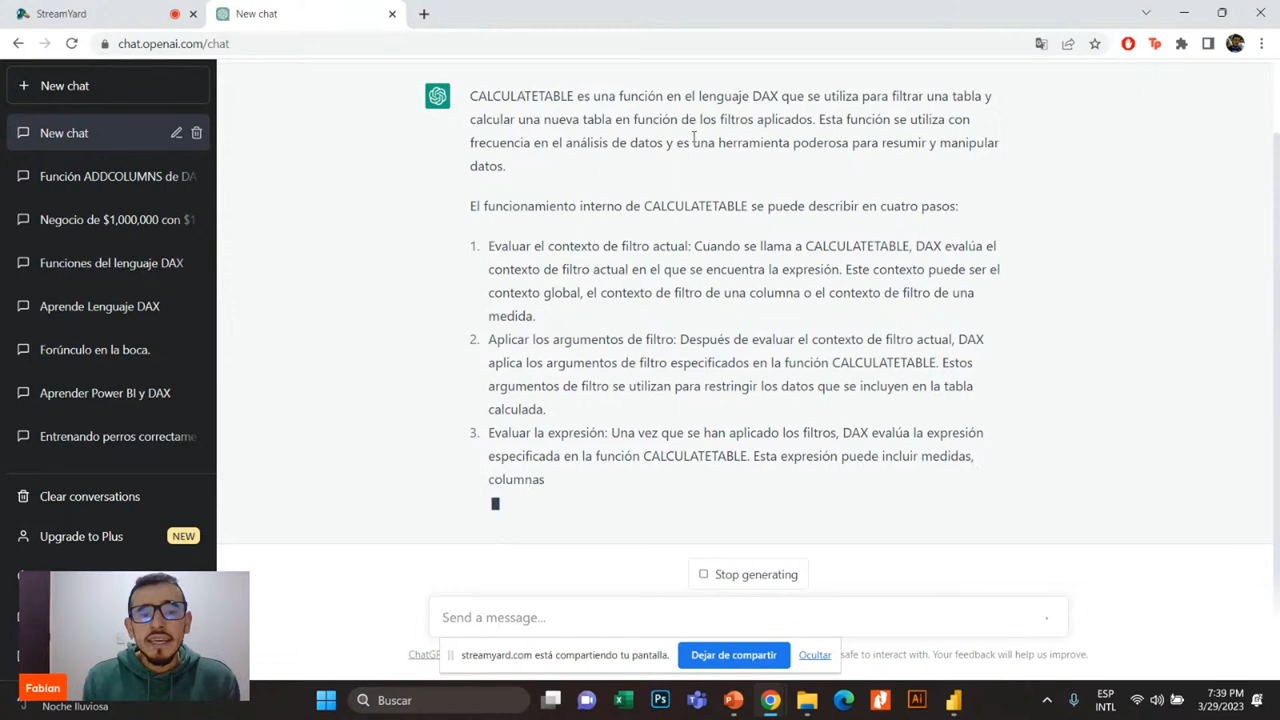 StreamYard
New chat
chat.openai.com/chat
New chat
New chat
Función ADDCOLUMNS de DA
Negocio de $1,000,000 con $1
Funciones del lenguaje DAX
Aprende Lenguaje DAX
Forúnculo en la boca.
Aprender Power BI y DAX
Entrenando perros correctame
Clear conversations
Upgrade to Plus
NEW
CALCULATETABLE es una función en el lenguaje DAX que se utiliza para filtrar una tabla y
calcular una nueva tabla en función de los filtros aplicados. Esta función se utiliza con
frecuencia en el análisis de datos y es una herramienta poderosa para resumir y manipular
datos.
El funcionamiento interno de CALCULATETABLE se puede describir en cuatro pasos:
1. Evaluar el contexto de filtro actual: Cuando se llama a CALCULATETABLE, DAX evalúa el
contexto de filtro actual en el que se encuentra la expresión. Este contexto puede ser el
contexto global, el contexto de filtro de una columna o el contexto de filtro de una
medida.
2. Aplicar los argumentos de filtro: Después de evaluar el contexto de filtro actual, DAX
aplica los argumentos de filtro especificados en la función CALCULATETABLE. Estos
argumentos de filtro se utilizan para restringir los datos que se incluyen en la tabla
calculada.
3. Evaluar la expresión: Una vez que se han aplicado los filtros, DAX evalúa la expresión
especificada en la función CALCULATETABLE. Esta expresión puede incluir medidas,
columnas
Stop generating
Send a message...
ChatGP
streamyard.com está compartiendo tu pantalla.
Dejar de compartir
Ocultar
safe to interact with. Your feedback will help us improve.
Fabian
Noche lluviosa
Buscar
ESP
INTL
7:39 PM
3/29/2023